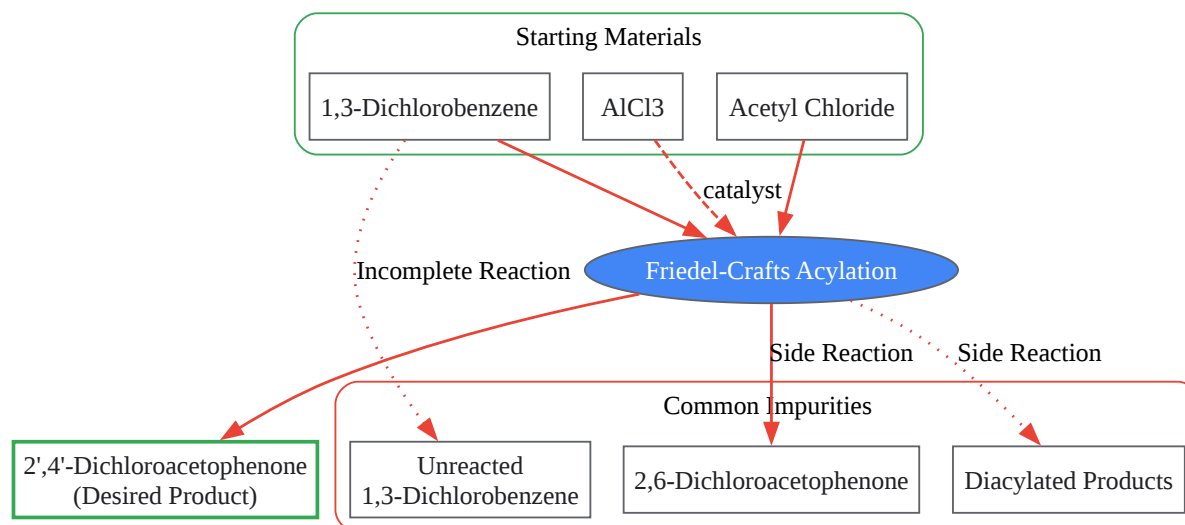 Starting Materials
1,3-Dichlorobenzene
AlCl3
Acetyl Chloride
catalyst
Incomplete Reaction
Friedel-Crafts Acylation
Side Reaction
Side Reaction
Common Impurities
2',4'-Dichloroacetophenone
(Desired Product)
Unreacted
1,3-Dichlorobenzene
2,6-Dichloroacetophenone
Diacylated Products